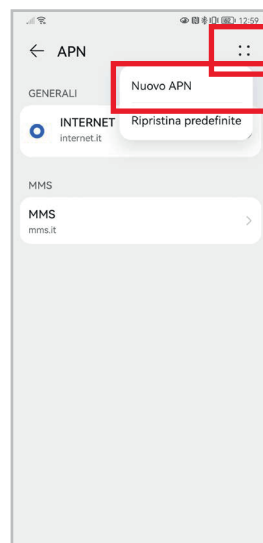 12:59
APN
Nuovo APN
GENERALI
INTERNET
internet.it
Ripristina predefinite
MMS
MMS
mms.it